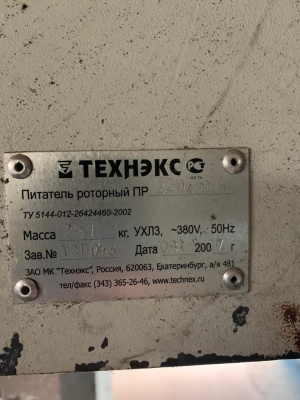 ТЕХНЭКС
Питатель роторный ПР
ТУ 5144-012-26424460-2002
Масса кг, УХЛ3, ~380V, 50Hz
Зав.№ Дата 200 г
ЗАО МК "Технэкс", Россия, 620063, Екатеринбург, а/я 481
тел/факс (343) 365-26-46, www.technex.ru